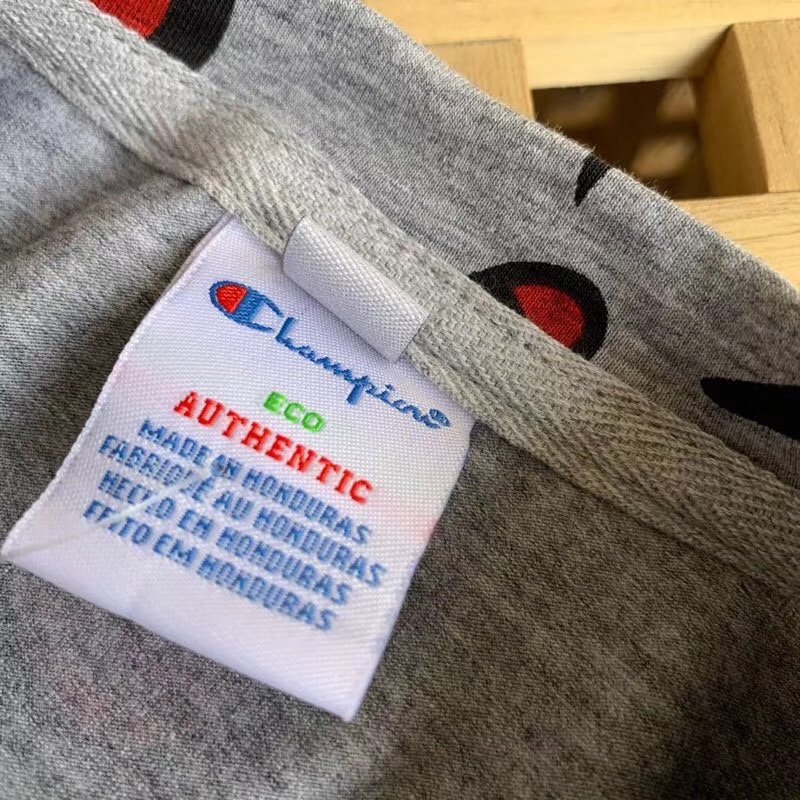 Champion
ECO
AUTHENTIC
MADE IN HONDURAS
FABRIQUÉ AU HONDURAS
HECHO EN HONDURAS
FEITO EM HONDURAS